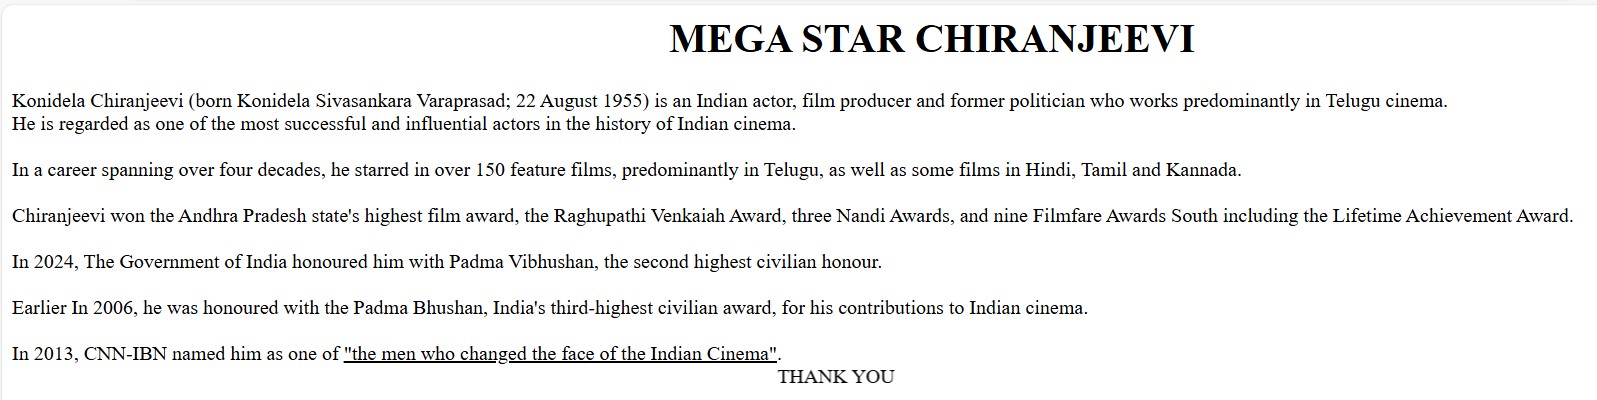 MEGA STAR CHIRANJEEVI
Konidela Chiranjeevi (born Konidela Sivasankara Varaprasad; 22 August 1955) is an Indian actor, film producer and former politician who works predominantly in Telugu cinema.
He is regarded as one of the most successful and influential actors in the history of Indian cinema.
In a career spanning over four decades, he starred in over 150 feature films, predominantly in Telugu, as well as some films in Hindi, Tamil and Kannada.
Chiranjeevi won the Andhra Pradesh state's highest film award, the Raghupathi Venkaiah Award, three Nandi Awards, and nine Filmfare Awards South including the Lifetime Achievement Award.
In 2024, The Government of India honoured him with Padma Vibhushan, the second highest civilian honour.
Earlier In 2006, he was honoured with the Padma Bhushan, India's third-highest civilian award, for his contributions to Indian cinema.
In 2013, CNN-IBN named him as one of "the men who changed the face of the Indian Cinema".
THANK YOU